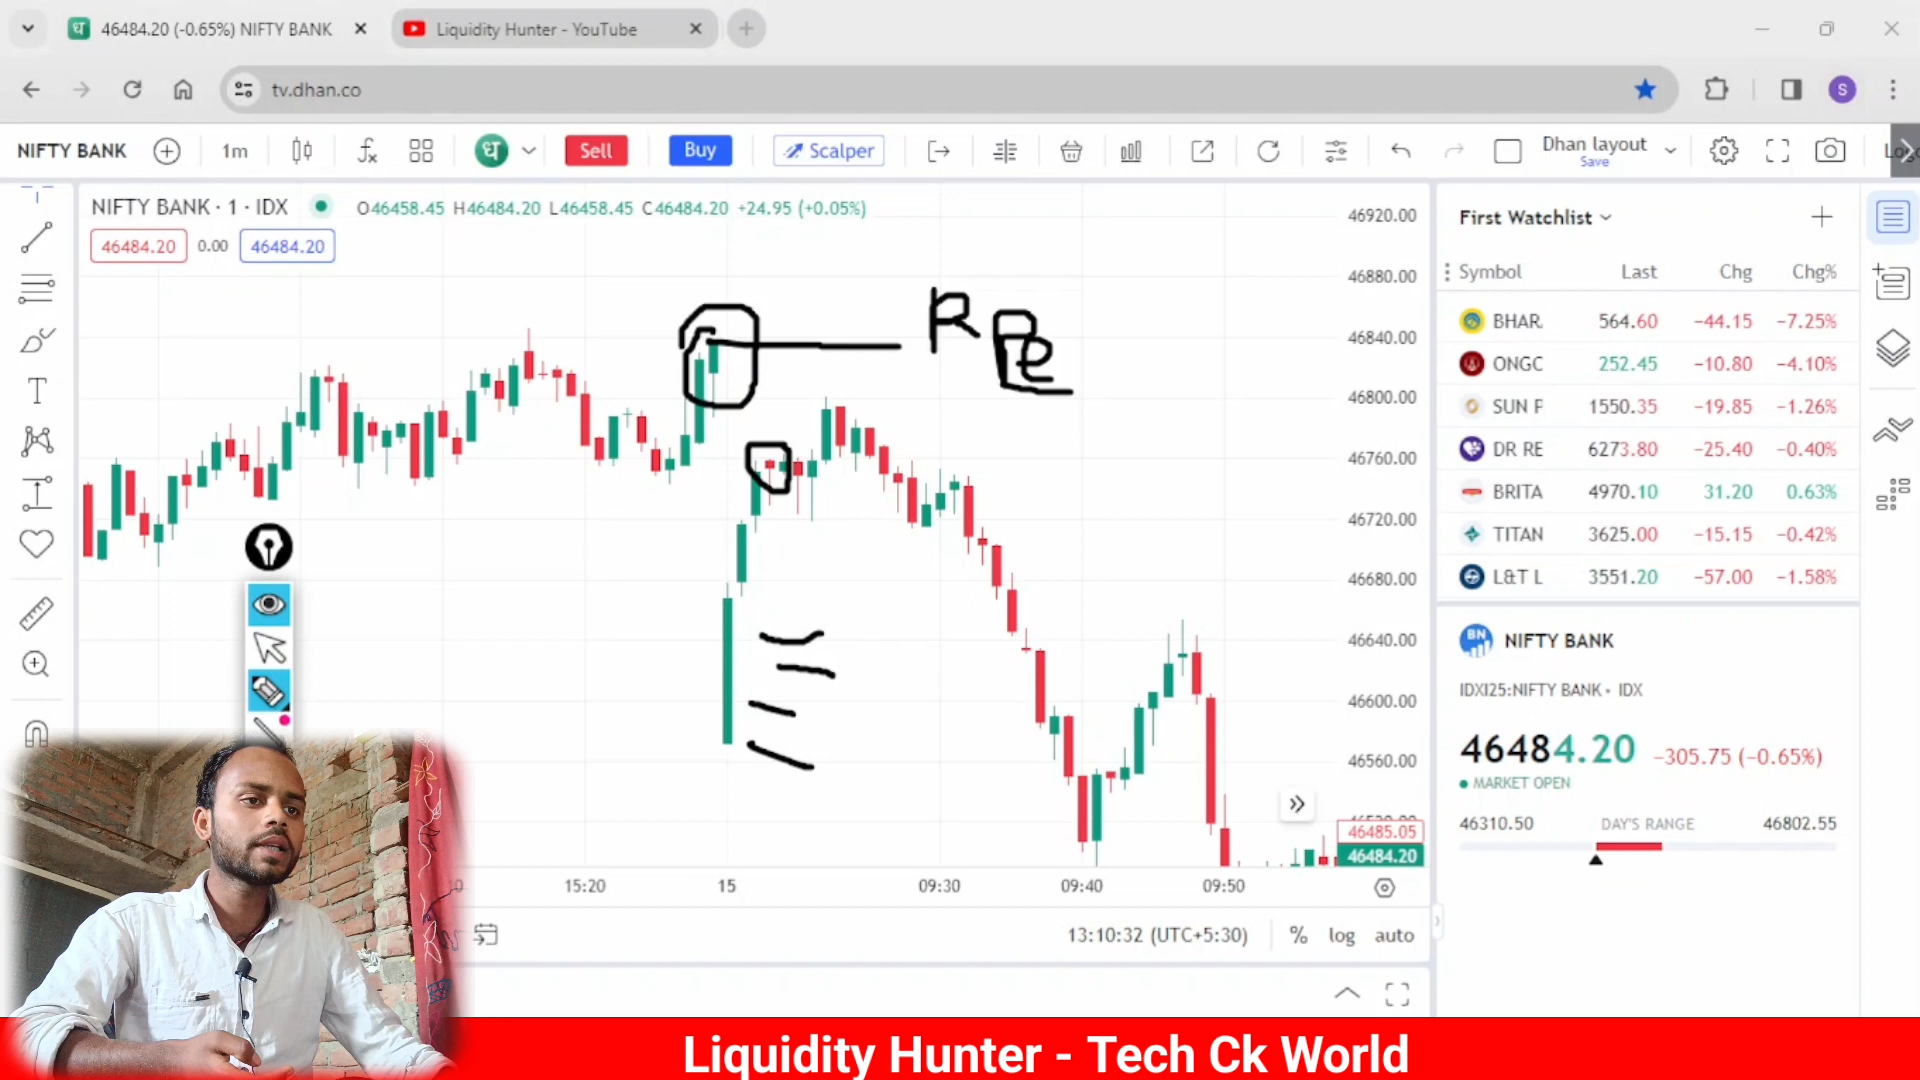 46484.20 (-0.65%) NIFTY BANK
Liquidity Hunter - YouTube
tv.dhan.co
S
NIFTY BANK
1m
Sell
Buy
Scalper
Dhan layout
Save
NIFTY BANK · 1 · IDX
O46458.45 H46484.20 L46458.45 C46484.20 +24.95 (+0.05%)
46484.20 0.00 46484.20
R
Pe
46920.00
46880.00
46840.00
46800.00
46760.00
46720.00
46680.00
46640.00
46600.00
46560.00
46485.05
46484.20
15:20
15
09:30
09:40
09:50
13:10:32 (UTC+5:30)
%
log
auto
First Watchlist
Symbol Last Chg Chg%
BHAR 564.60 −44.15 −7.25%
ONGC 252.45 −10.80 −4.10%
SUN P 1550.35 −19.85 −1.26%
DR RE 6273.80 −25.40 −0.40%
BRITA 4970.10 31.20 0.63%
TITAN 3625.00 −15.15 −0.42%
L&T L 3551.20 −57.00 −1.58%
BN
NIFTY BANK
IDXI25:NIFTY BANK • IDX
46484.20 −305.75 (−0.65%)
MARKET OPEN
46310.50 DAY'S RANGE 46802.55
Liquidity Hunter - Tech Ck World